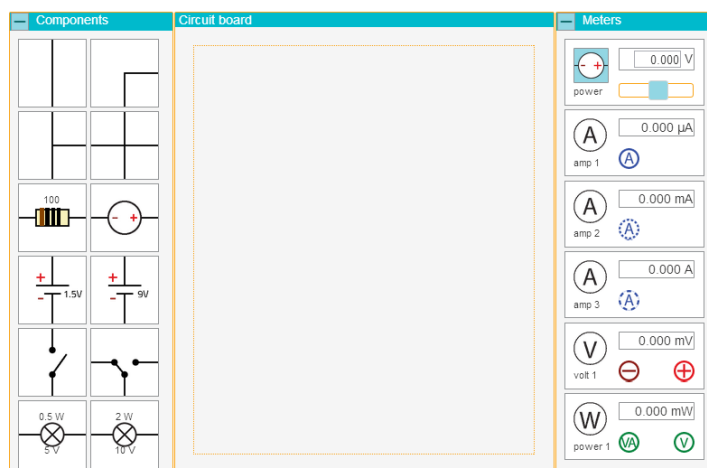 Components
100
- +
+
- 1.5V
+
- 9V
0.5 W
5 V
2 W
10 V
Circuit board
Meters
- +
0.000 V
power
A
0.000 µA
amp 1
A
A
0.000 mA
amp 2
A
A
0.000 A
amp 3
A
V
0.000 mV
volt 1
W
0.000 mW
power 1
VA
V